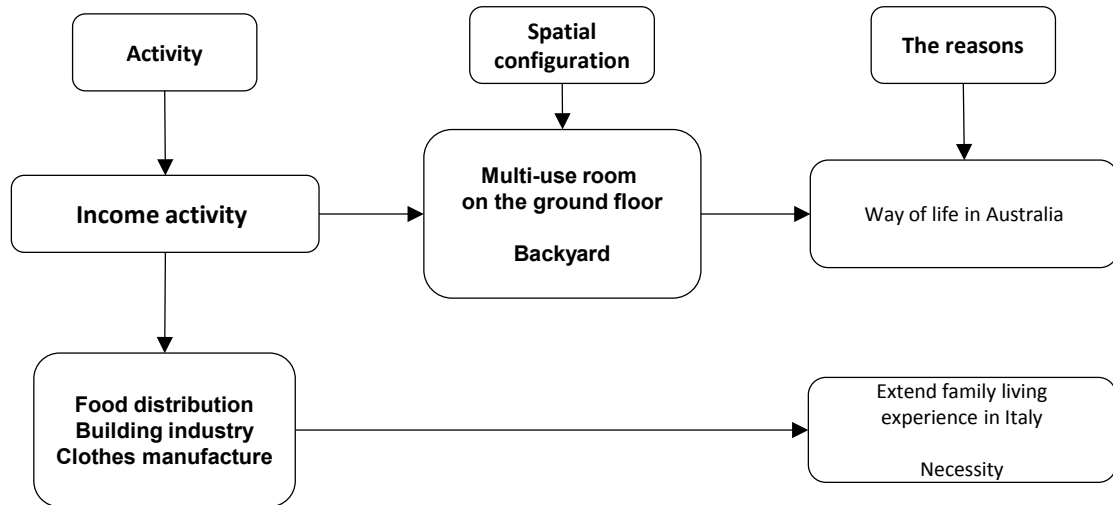 Activity
Spatial
configuration
The reasons
Income activity
Multi-use room
on the ground floor
Backyard
Way of life in Australia
Food distribution
Building industry
Clothes manufacture
Extend family living
experience in Italy
Necessity